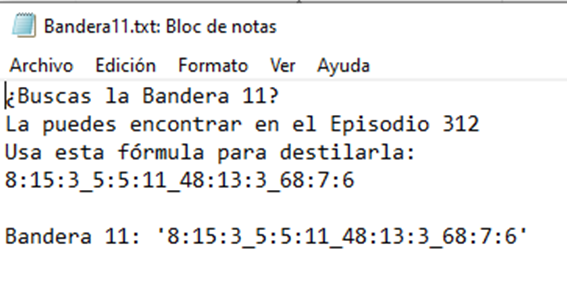 Bandera11.txt: Bloc de notas
Archivo Edición Formato Ver Ayuda
¿Buscas la Bandera 11?
La puedes encontrar en el Episodio 312
Usa esta fórmula para destilarla:
8:15:3_5:5:11_48:13:3_68:7:6
Bandera 11: '8:15:3_5:5:11_48:13:3_68:7:6'